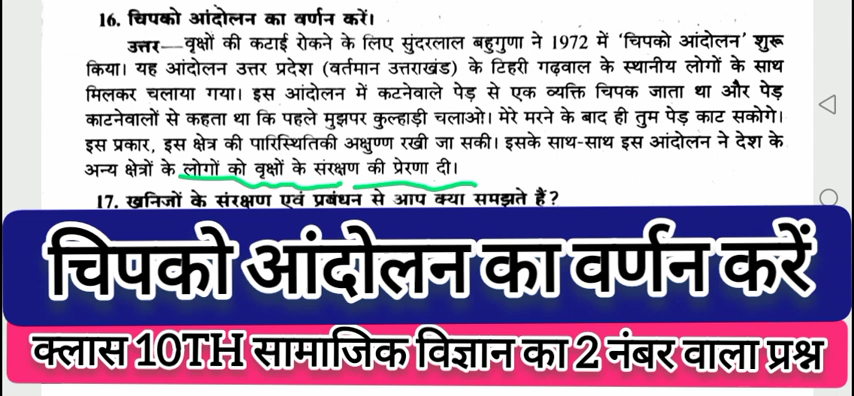 16. चिपको आंदोलन का वर्णन करें।
उत्तर—वृक्षों की कटाई रोकने के लिए सुंदरलाल बहुगुणा ने 1972 में ‘चिपको आंदोलन’ शुरू
किया। यह आंदोलन उत्तर प्रदेश (वर्तमान उत्तराखंड) के टिहरी गढ़वाल के स्थानीय लोगों के साथ
मिलकर चलाया गया। इस आंदोलन में कटनेवाले पेड़ से एक व्यक्ति चिपक जाता था और पेड़
काटनेवालों से कहता था कि पहले मुझपर कुल्हाड़ी चलाओ। मेरे मरने के बाद ही तुम पेड़ काट सकोगे।
इस प्रकार, इस क्षेत्र की पारिस्थितिकी अक्षुण्ण रखी जा सकी। इसके साथ-साथ इस आंदोलन ने देश के
अन्य क्षेत्रों के लोगों को वृक्षों के संरक्षण की प्रेरणा दी।
17. खनिजों के संरक्षण एवं प्रबंधन से आप क्या समझते हैं?
चिपको आंदोलन का वर्णन करें
क्लास 10TH सामाजिक विज्ञान का 2 नंबर वाला प्रश्न